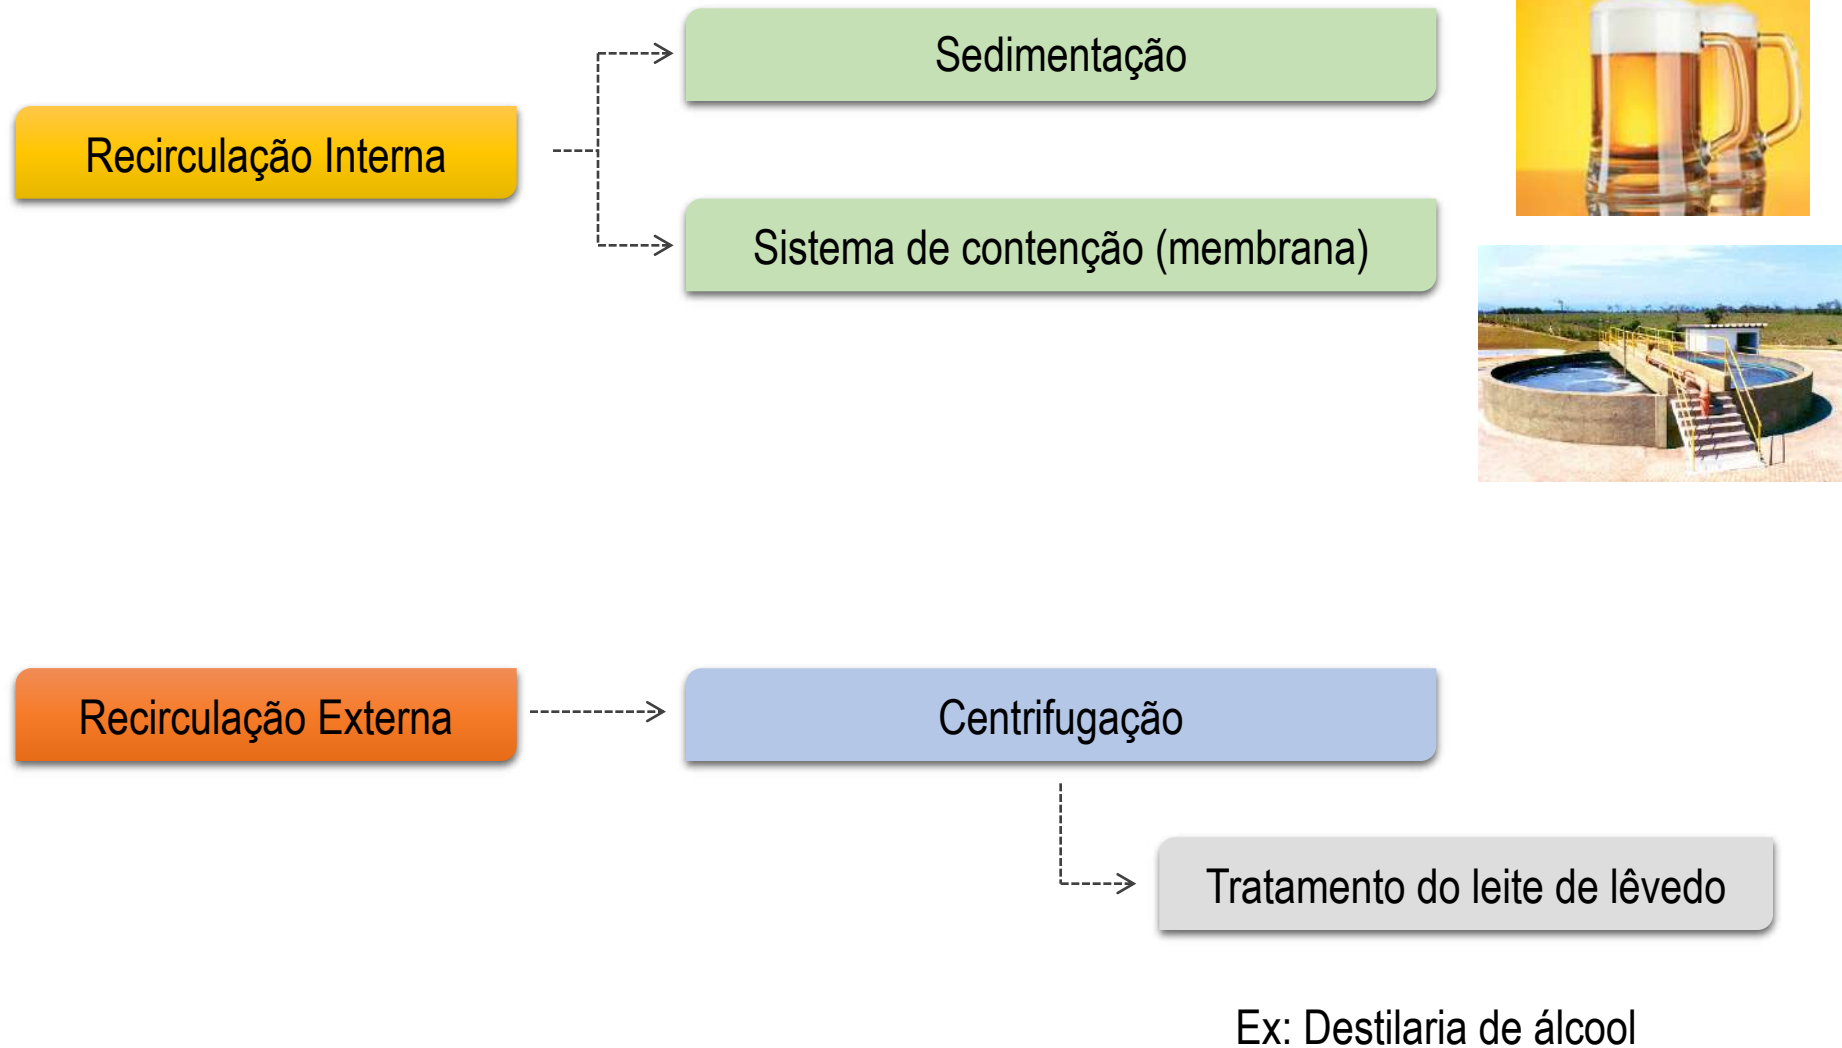 Sedimentação
Recirculação Interna
Sistema de contenção (membrana)
Recirculação Externa
Centrifugação
Tratamento do leite de lêvedo
Ex: Destilaria de álcool